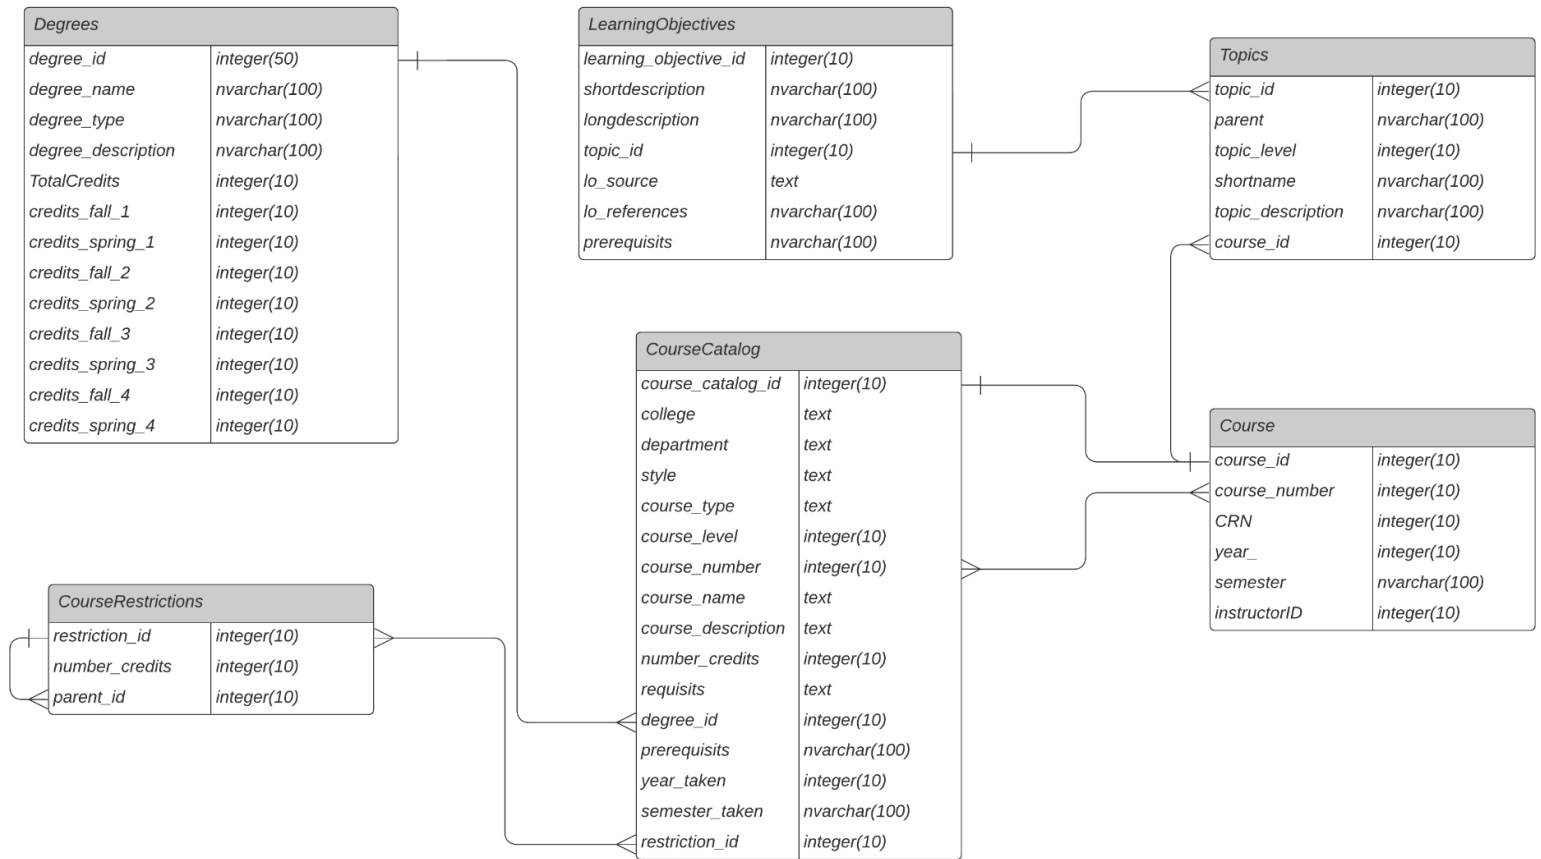 Degrees
degree_id integer(50)
degree_name nvarchar(100)
degree_type nvarchar(100)
degree_description nvarchar(100)
TotalCredits integer(10)
credits_fall_1 integer(10)
credits_spring_1 integer(10)
credits_fall_2 integer(10)
credits_spring_2 integer(10)
credits_fall_3 integer(10)
credits_spring_3 integer(10)
credits_fall_4 integer(10)
credits_spring_4 integer(10)
LearningObjectives
learning_objective_id integer(10)
shortdescription nvarchar(100)
longdescription nvarchar(100)
topic_id integer(10)
lo_source text
lo_references nvarchar(100)
prerequisits nvarchar(100)
Topics
topic_id integer(10)
parent nvarchar(100)
topic_level integer(10)
shortname nvarchar(100)
topic_description nvarchar(100)
course_id integer(10)
CourseCatalog
course_catalog_id integer(10)
college text
department text
style text
course_type text
course_level integer(10)
course_number integer(10)
course_name text
course_description text
number_credits integer(10)
requisits text
degree_id integer(10)
prerequisits nvarchar(100)
year_taken integer(10)
semester_taken nvarchar(100)
restriction_id integer(10)
Course
course_id integer(10)
course_number integer(10)
CRN integer(10)
year_ integer(10)
semester nvarchar(100)
instructorID integer(10)
CourseRestrictions
restriction_id integer(10)
number_credits integer(10)
parent_id integer(10)